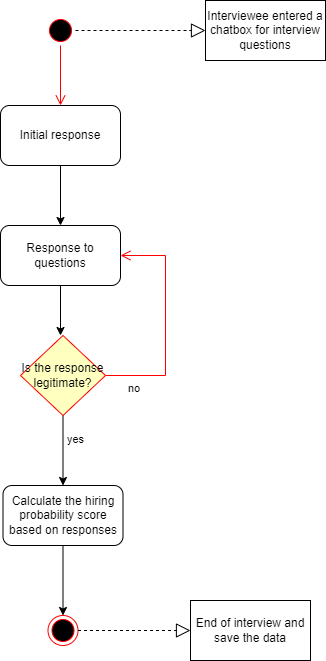 Interviewee entered a
chatbox for interview
questions
Initial response
Response to
questions
Is the response
legitimate?
no
yes
Calculate the hiring
probability score
based on responses
End of interview and
save the data